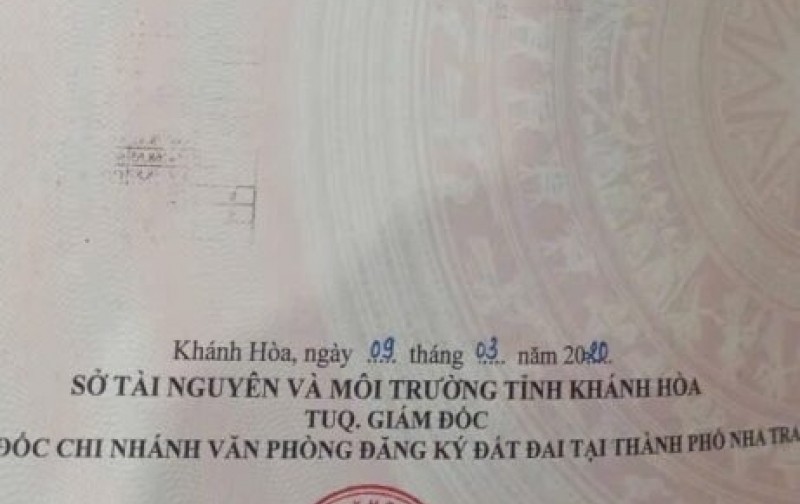 Khánh Hòa, ngày 09 tháng 03 năm 2020
SỞ TÀI NGUYÊN VÀ MÔI TRƯỜNG TỈNH KHÁNH HÒA
TUQ. GIÁM ĐỐC
ĐỐC CHI NHÁNH VĂN PHÒNG ĐĂNG KÝ ĐẤT ĐAI TẠI THÀNH PHỐ NHA TRA